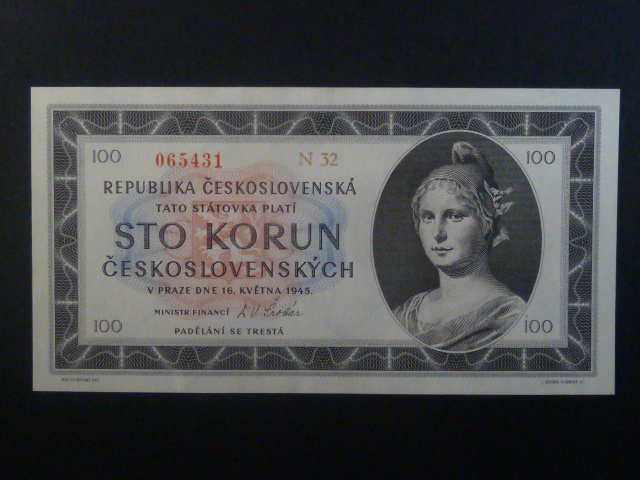 100 065431 N 32 100
REPUBLIKA ČESKOSLOVENSKÁ
TATO STÁTOVKA PLATÍ
STO KORUN
ČESKOSLOVENSKÝCH
V PRAZE DNE 16. KVĚTNA 1945.
MINISTR FINANCÍ
100 PADĚLÁNÍ SE TRESTÁ 100